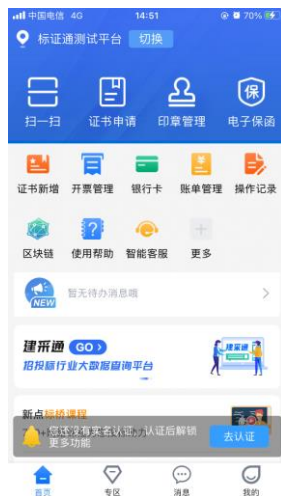 中国电信 4G 14:51 70%
标证通测试平台 切换
扫一扫 证书申请 印章管理 电子保函
保
证书新增 开票管理 银行卡 账单管理 操作记录
区块链 使用帮助 智能客服 更多
NEW 暂无待办消息哦
建采通 GO
招投标行业大数据查询平台
建采通
新点标桥课程
您还没有实名认证，认证后解锁
更多功能
去认证
首页 专区 消息 我的